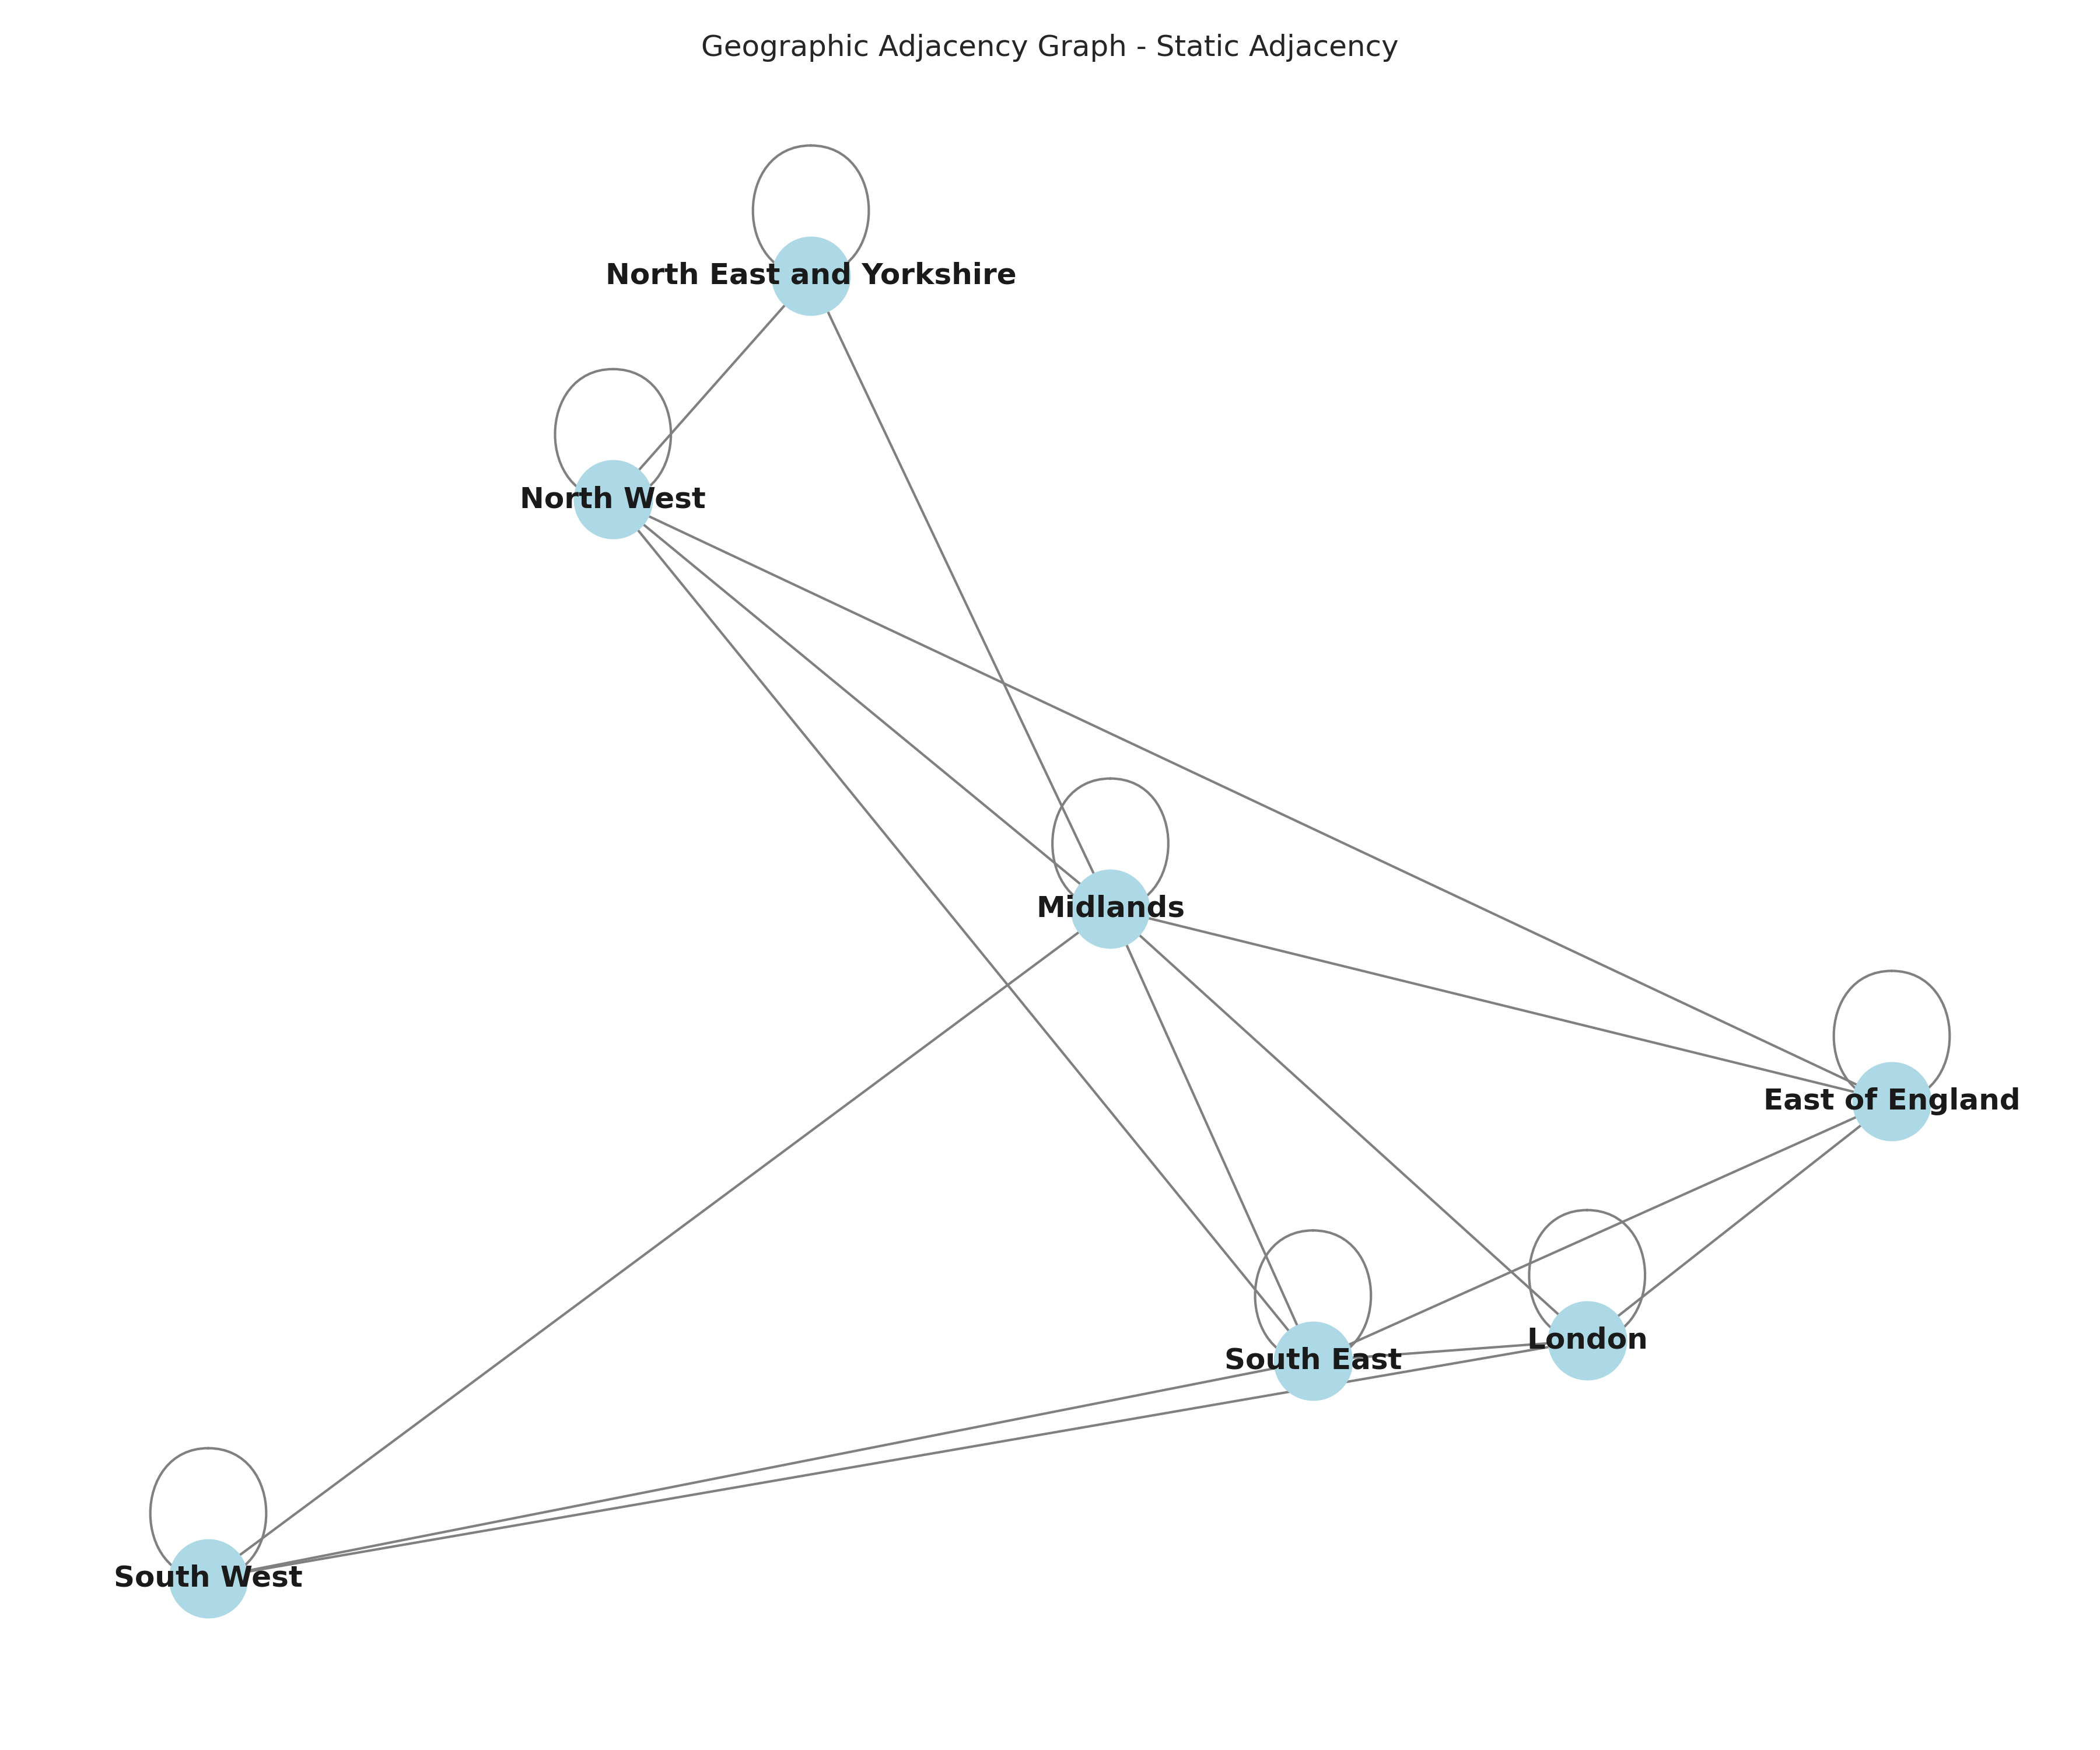 Geographic Adjacency Graph - Static Adjacency
North East and Yorkshire
North West
Midlands
East of England
London
South East
South West